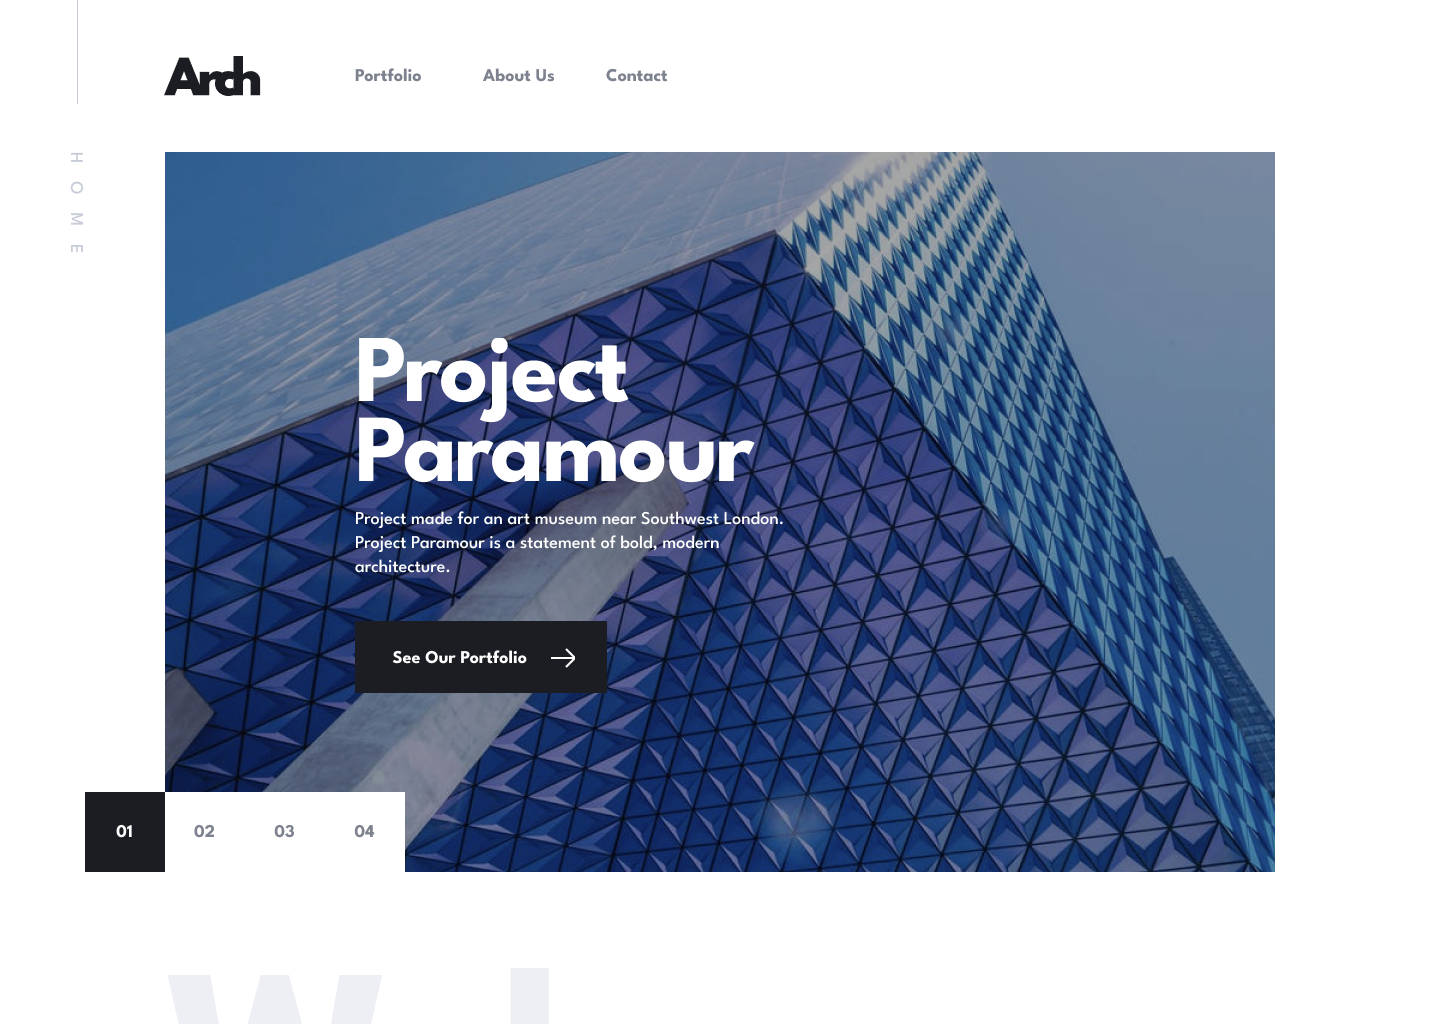 Arch
Portfolio
About Us
Contact
HOME
Project
Paramour
Project made for an art museum near Southwest London.
Project Paramour is a statement of bold, modern
architecture.
See Our Portfolio
01
02
03
04